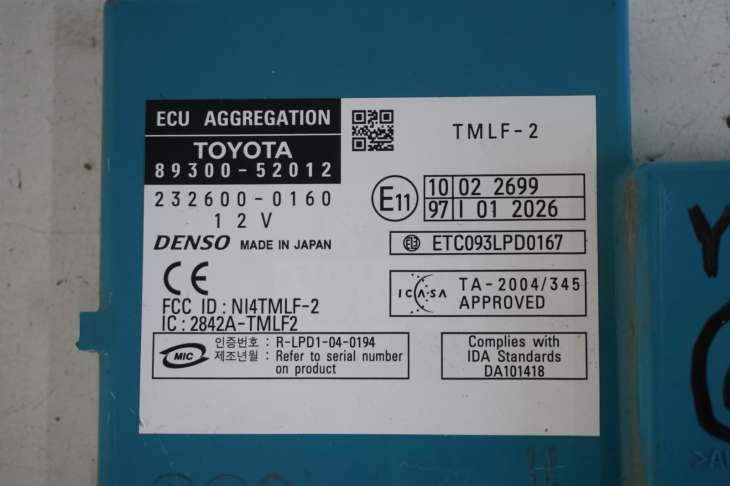 ECU AGGREGATION
TOYOTA
89300-52012
232600-0160
12V
DENSO MADE IN JAPAN
CE
FCC ID : NI4TMLF-2
IC : 2842A-TMLF2
MIC
인증번호 : R-LPD1-04-0194
제조년월 : Refer to serial number
on product
TMLF-2
E11
10 02 2699
97 I 01 2026
ETC093LPD0167
ICASA
TA-2004/345
APPROVED
Complies with
IDA Standards
DA101418
Y